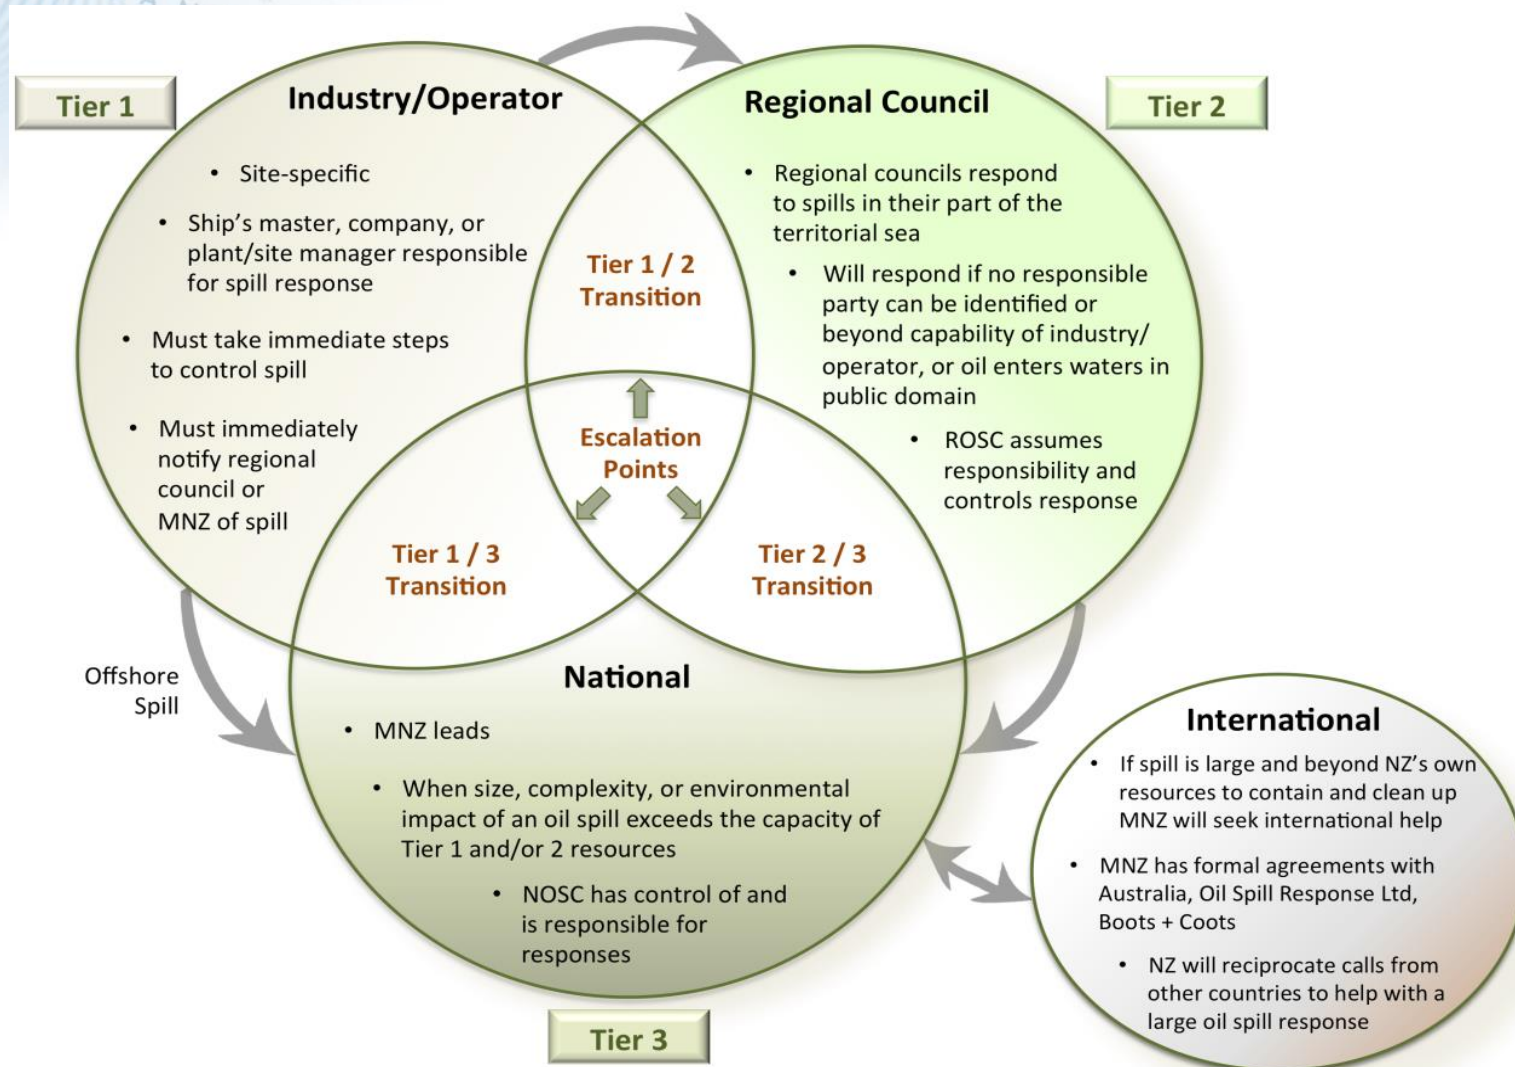 Tier 1
Industry/Operator
• Site-specific
• Ship's master, company, or
plant/site manager responsible
for spill response
• Must take immediate steps
to control spill
• Must immediately
notify regional
council or
MNZ of spill
Tier 2
Regional Council
• Regional councils respond
to spills in their part of the
territorial sea
• Will respond if no responsible
party can be identified or
beyond capability of industry/
operator, or oil enters waters in
public domain
• ROSC assumes
responsibility and
controls response
Tier 1 / 2
Transition
Escalation
Points
Tier 1 / 3
Transition
Tier 2 / 3
Transition
Offshore
Spill
National
• MNZ leads
• When size, complexity, or environmental
impact of an oil spill exceeds the capacity of
Tier 1 and/or 2 resources
• NOSC has control of and
is responsible for
responses
Tier 3
International
• If spill is large and beyond NZ's own
resources to contain and clean up
MNZ will seek international help
• MNZ has formal agreements with
Australia, Oil Spill Response Ltd,
Boots + Coots
• NZ will reciprocate calls from
other countries to help with a
large oil spill response